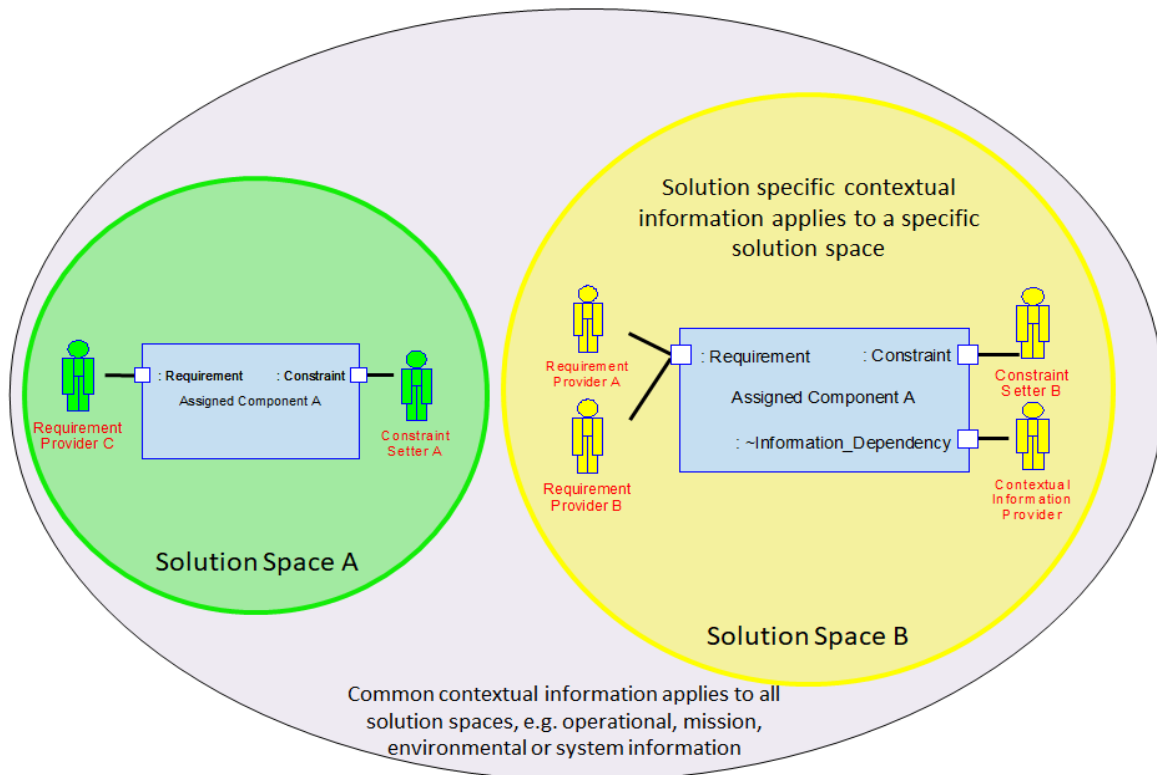 Solution specific contextual
information applies to a specific
solution space
Requirement
Provider A
: Requirement
: Constraint
Assigned Component A
: ~Information_Dependency
Constraint
Setter B
Requirement
Provider B
Contextual
Information
Provider
Solution Space B
: Requirement
: Constraint
Assigned Component A
Requirement
Provider C
Constraint
Setter A
Solution Space A
Common contextual information applies to all
solution spaces, e.g. operational, mission,
environmental or system information